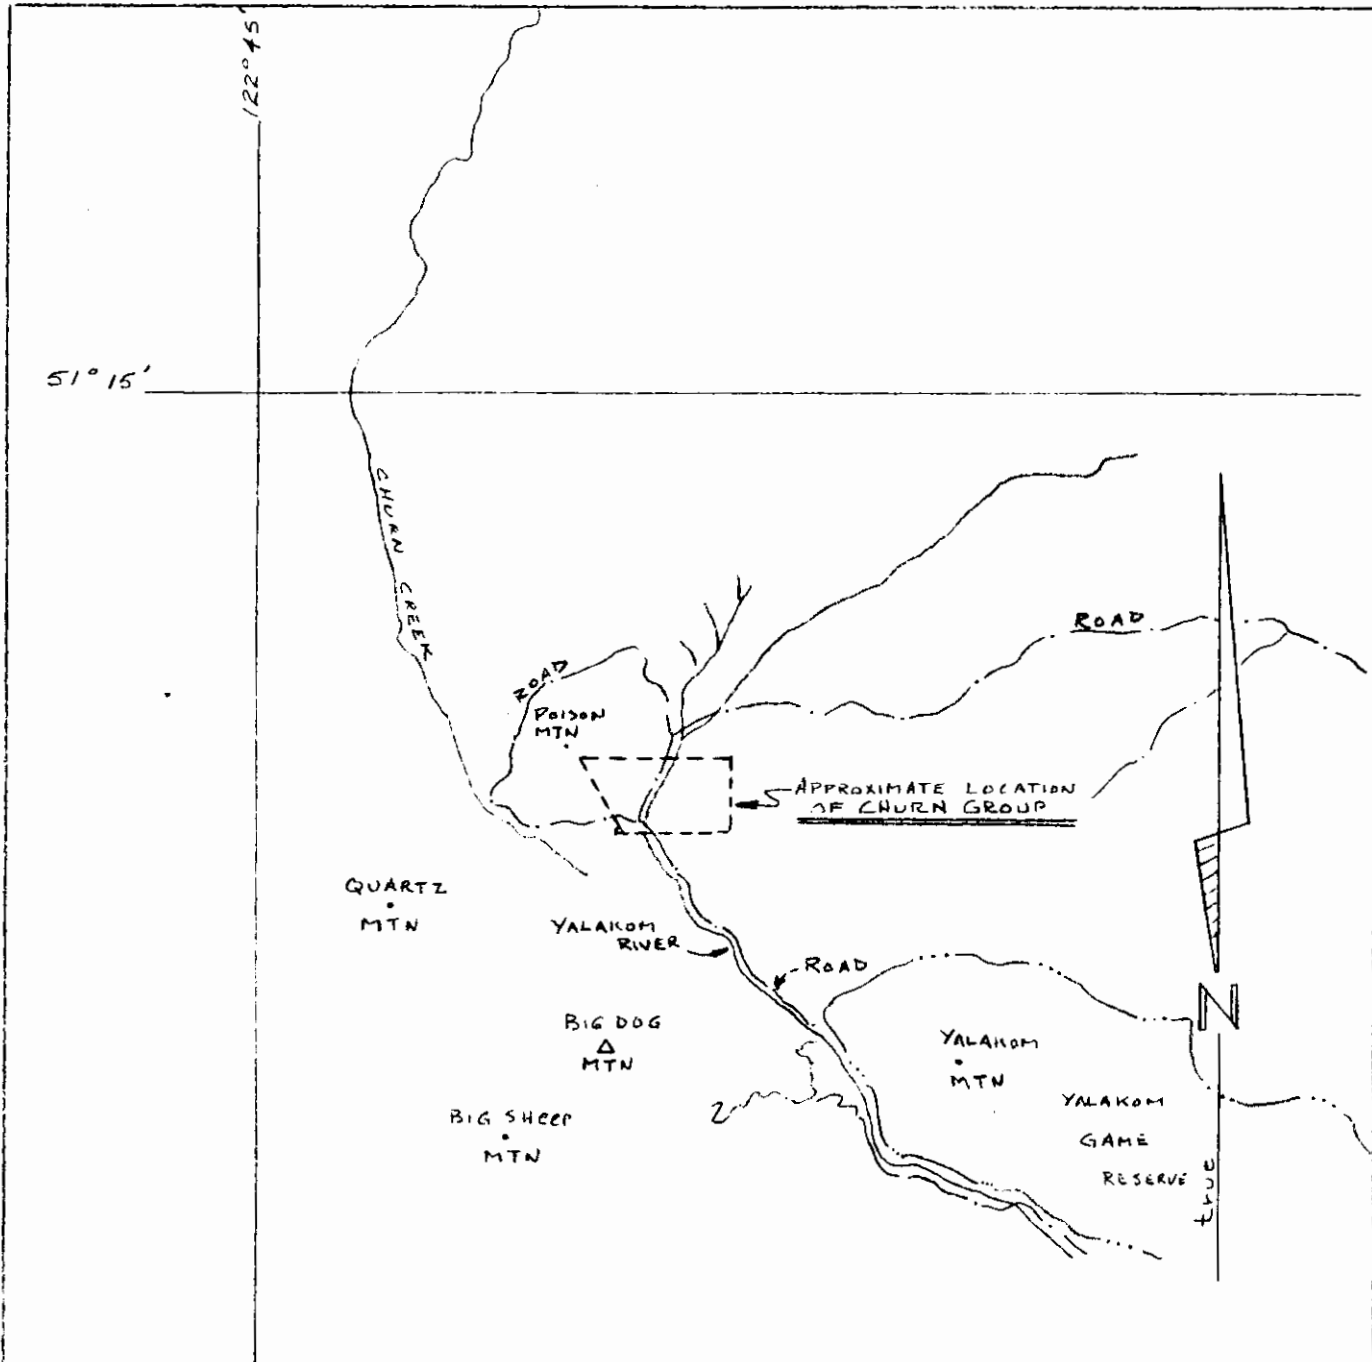 122° 45'
51° 15'
CHURN CREEK
ROAD
ROAD
POISON
MTN
APPROXIMATE LOCATION
OF CHURN GROUP
QUARTZ
MTN
YALAKOM
RIVER
ROAD
N
BIG DOG
MTN
YALAKOM
MTN
BIG SHEEP
MTN
YALAKOM
GAME
RESERVE
true